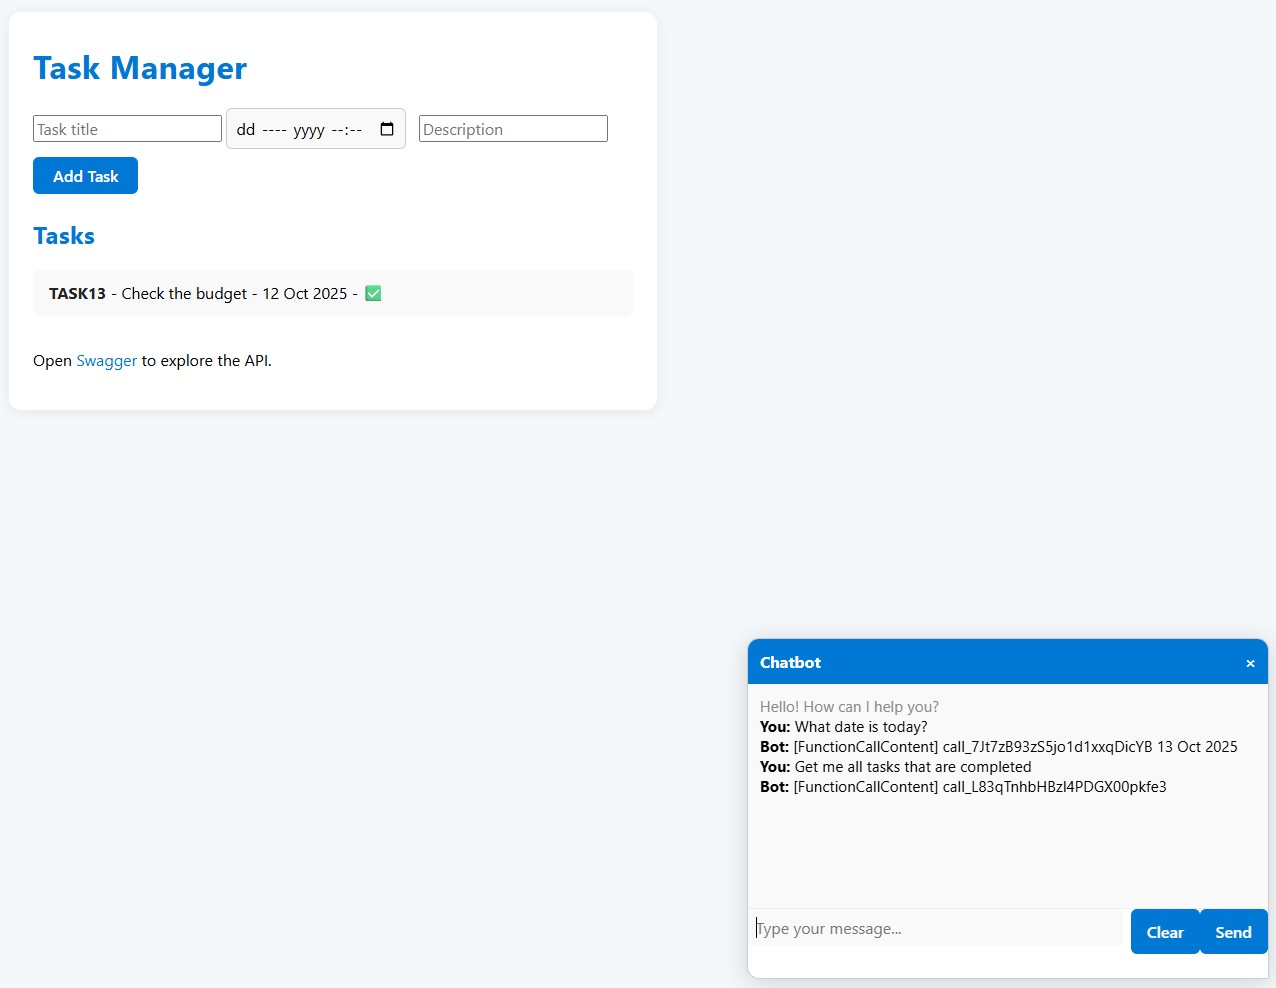 Task Manager
Task title dd ---- yyyy --:-- Description
Add Task
Tasks
TASK13 - Check the budget - 12 Oct 2025 - ✅
Open Swagger to explore the API.
Chatbot ×
Hello! How can I help you?
You: What date is today?
Bot: [FunctionCallContent] call_7Jt7zB93zS5jo1d1xxqDicYB 13 Oct 2025
You: Get me all tasks that are completed
Bot: [FunctionCallContent] call_L83qTnhbHBzI4PDGX00pkfe3
Type your message... Clear Send